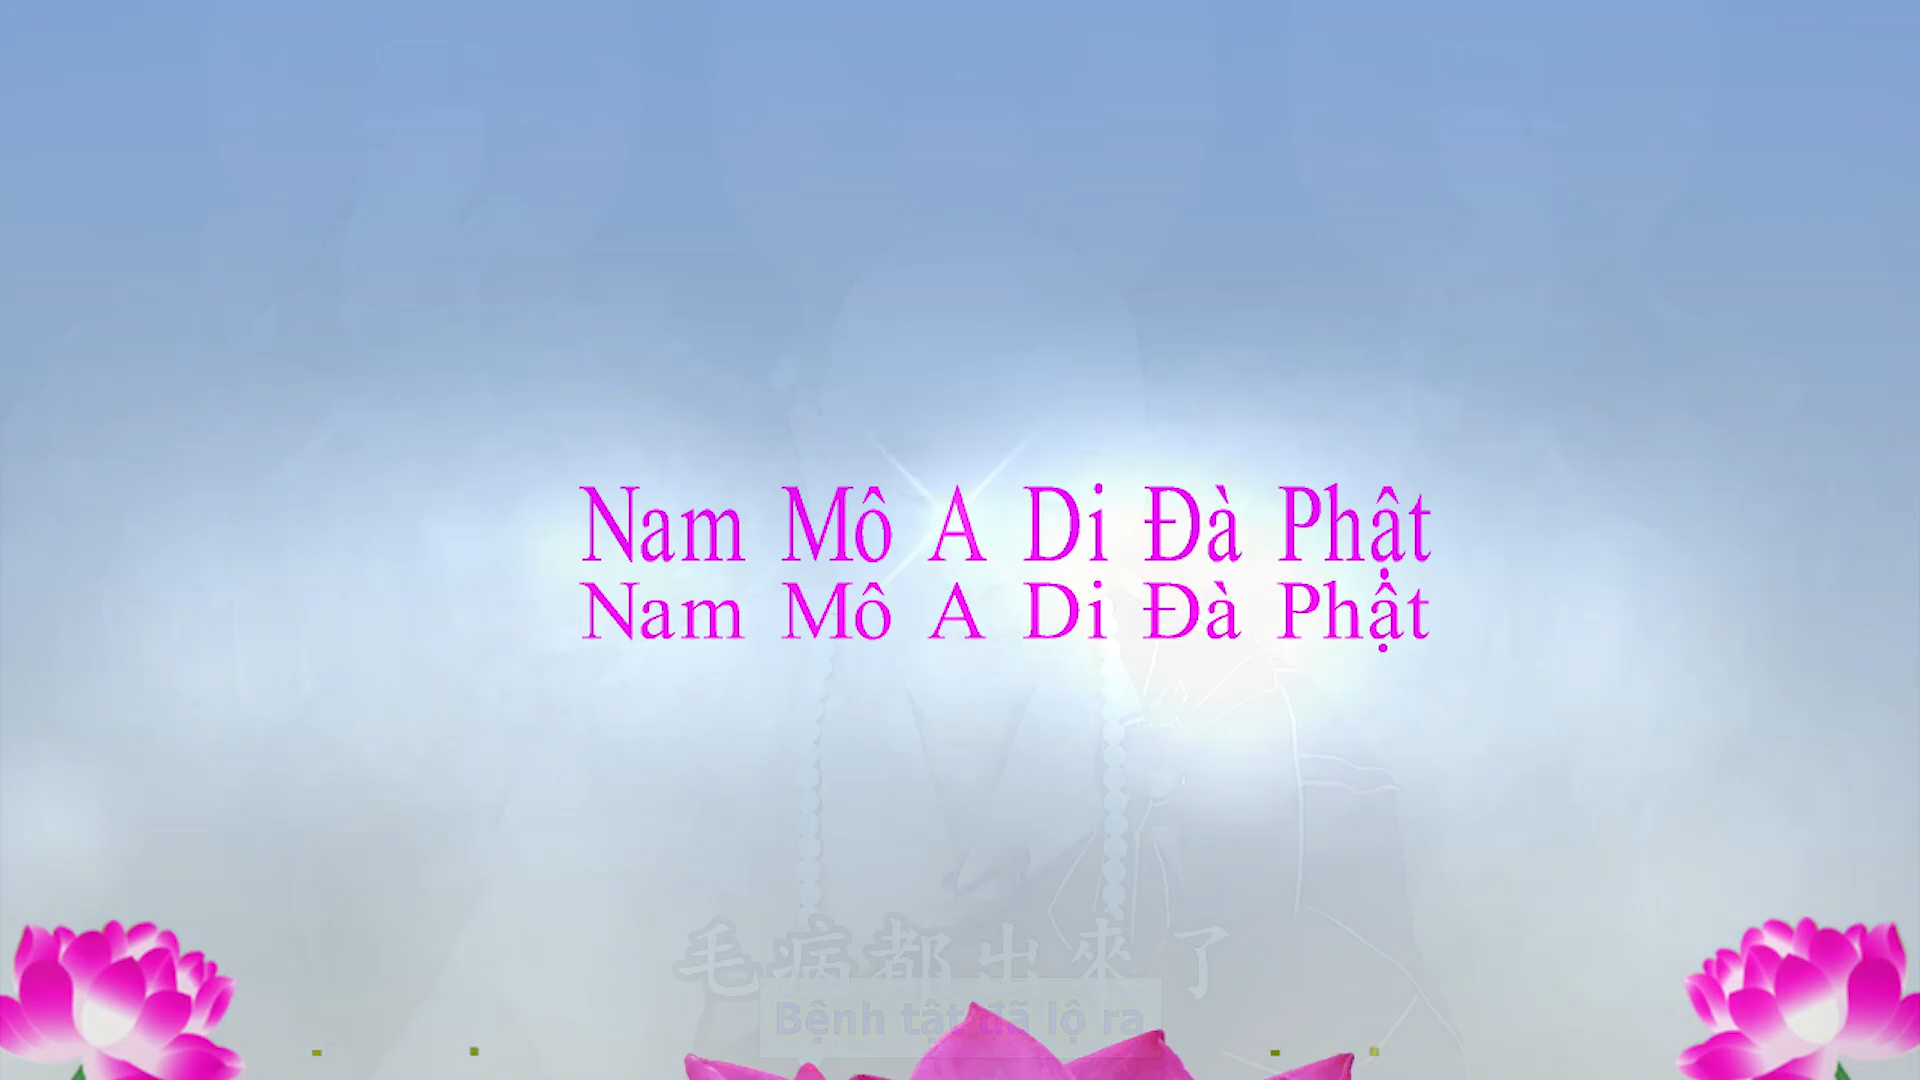 Nam Mô A Di Đà Phật
Nam Mô A Di Đà Phật
毛病都出來了
Bệnh tật đã lộ ra